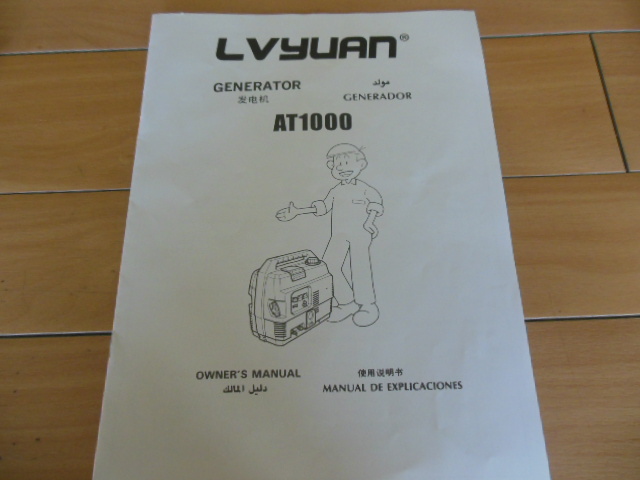 LVYUAN®
GENERATOR مولد
发电机 GENERADOR
AT1000
OWNER'S MANUAL 使用说明书
دليل المالك MANUAL DE EXPLICACIONES